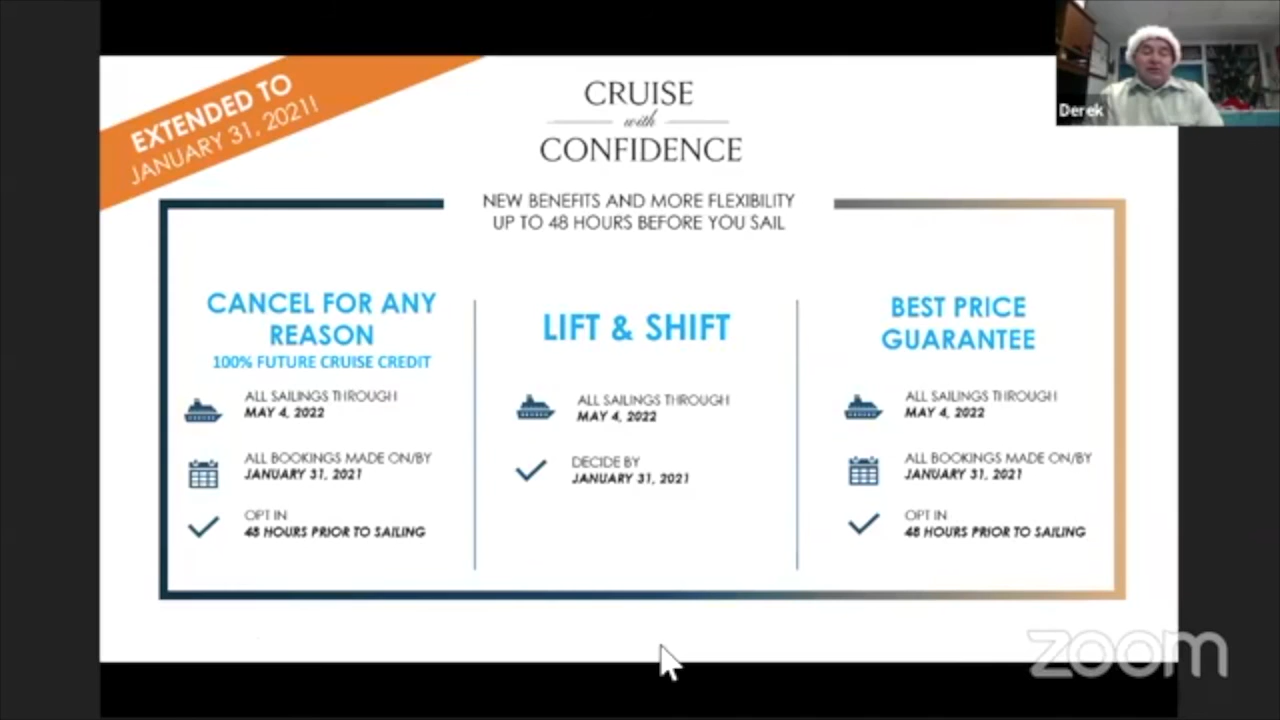 EXTENDED TO
JANUARY 31, 2021!
CRUISE
with
CONFIDENCE
Derek
NEW BENEFITS AND MORE FLEXIBILITY
UP TO 48 HOURS BEFORE YOU SAIL
CANCEL FOR ANY
REASON
100% FUTURE CRUISE CREDIT
ALL SAILINGS THROUGH
MAY 4, 2022
ALL BOOKINGS MADE ON/BY
JANUARY 31, 2021
OPT IN
48 HOURS PRIOR TO SAILING
LIFT & SHIFT
ALL SAILINGS THROUGH
MAY 4, 2022
DECIDE BY
JANUARY 31, 2021
BEST PRICE
GUARANTEE
ALL SAILINGS THROUGH
MAY 4, 2022
ALL BOOKINGS MADE ON/BY
JANUARY 31, 2021
OPT IN
48 HOURS PRIOR TO SAILING
zoom